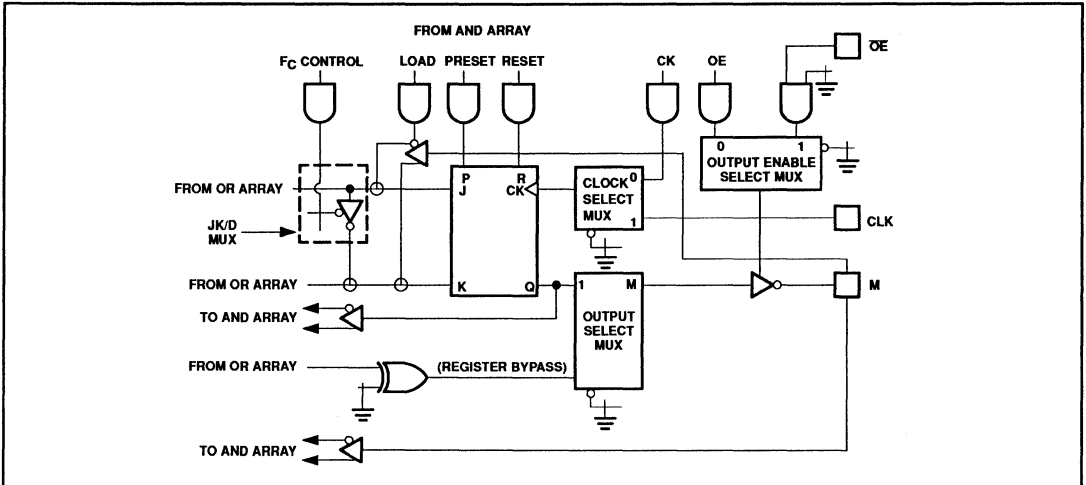 FROM AND ARRAY
OE
FC CONTROL
LOAD PRESET RESET
CK
OE
0 1
OUTPUT ENABLE
SELECT MUX
P R
J CK
CLOCK
SELECT
MUX
0
1
FROM OR ARRAY
JK/D
MUX
CLK
FROM OR ARRAY
K Q
1 M
OUTPUT
SELECT
MUX
M
TO AND ARRAY
FROM OR ARRAY
(REGISTER BYPASS)
TO AND ARRAY